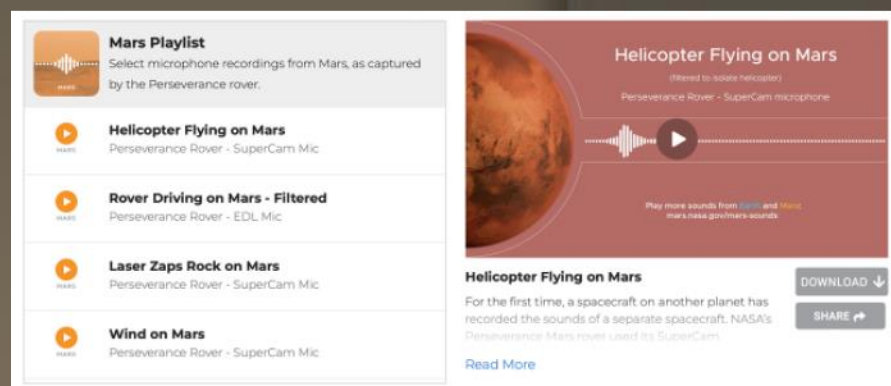 Mars Playlist
Select microphone recordings from Mars, as captured
by the Perseverance rover.
MARS
Helicopter Flying on Mars
Perseverance Rover - SuperCam Mic
MARS
Rover Driving on Mars - Filtered
Perseverance Rover - EDL Mic
MARS
Laser Zaps Rock on Mars
Perseverance Rover - SuperCam Mic
MARS
Wind on Mars
Perseverance Rover - SuperCam Mic
MARS
Helicopter Flying on Mars
(filtered to isolate helicopter)
Perseverance Rover - SuperCam microphone
Play more sounds from Earth and Mars:
mars.nasa.gov/mars-sounds
Helicopter Flying on Mars
DOWNLOAD
SHARE
For the first time, a spacecraft on another planet has
recorded the sounds of a separate spacecraft. NASA's
Perseverance Mars rover used its SuperCam
Read More